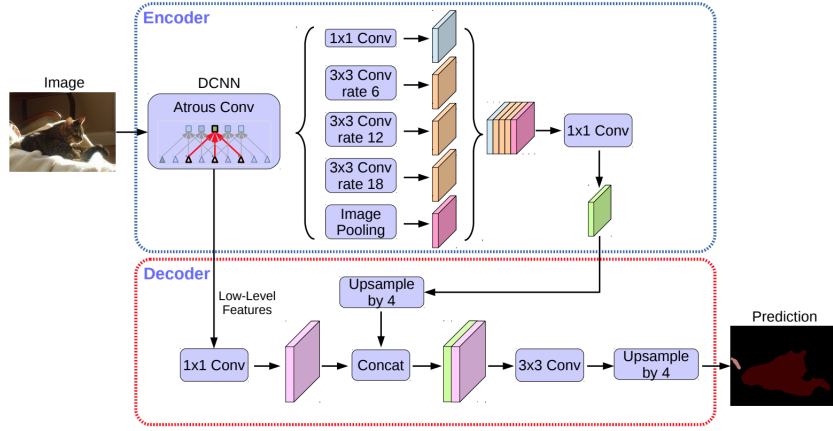 Encoder
Image
DCNN
Atrous Conv
1x1 Conv
3x3 Conv
rate 6
3x3 Conv
rate 12
3x3 Conv
rate 18
Image
Pooling
1x1 Conv
Decoder
Low-Level
Features
Upsample
by 4
1x1 Conv
Concat
3x3 Conv
Upsample
by 4
Prediction